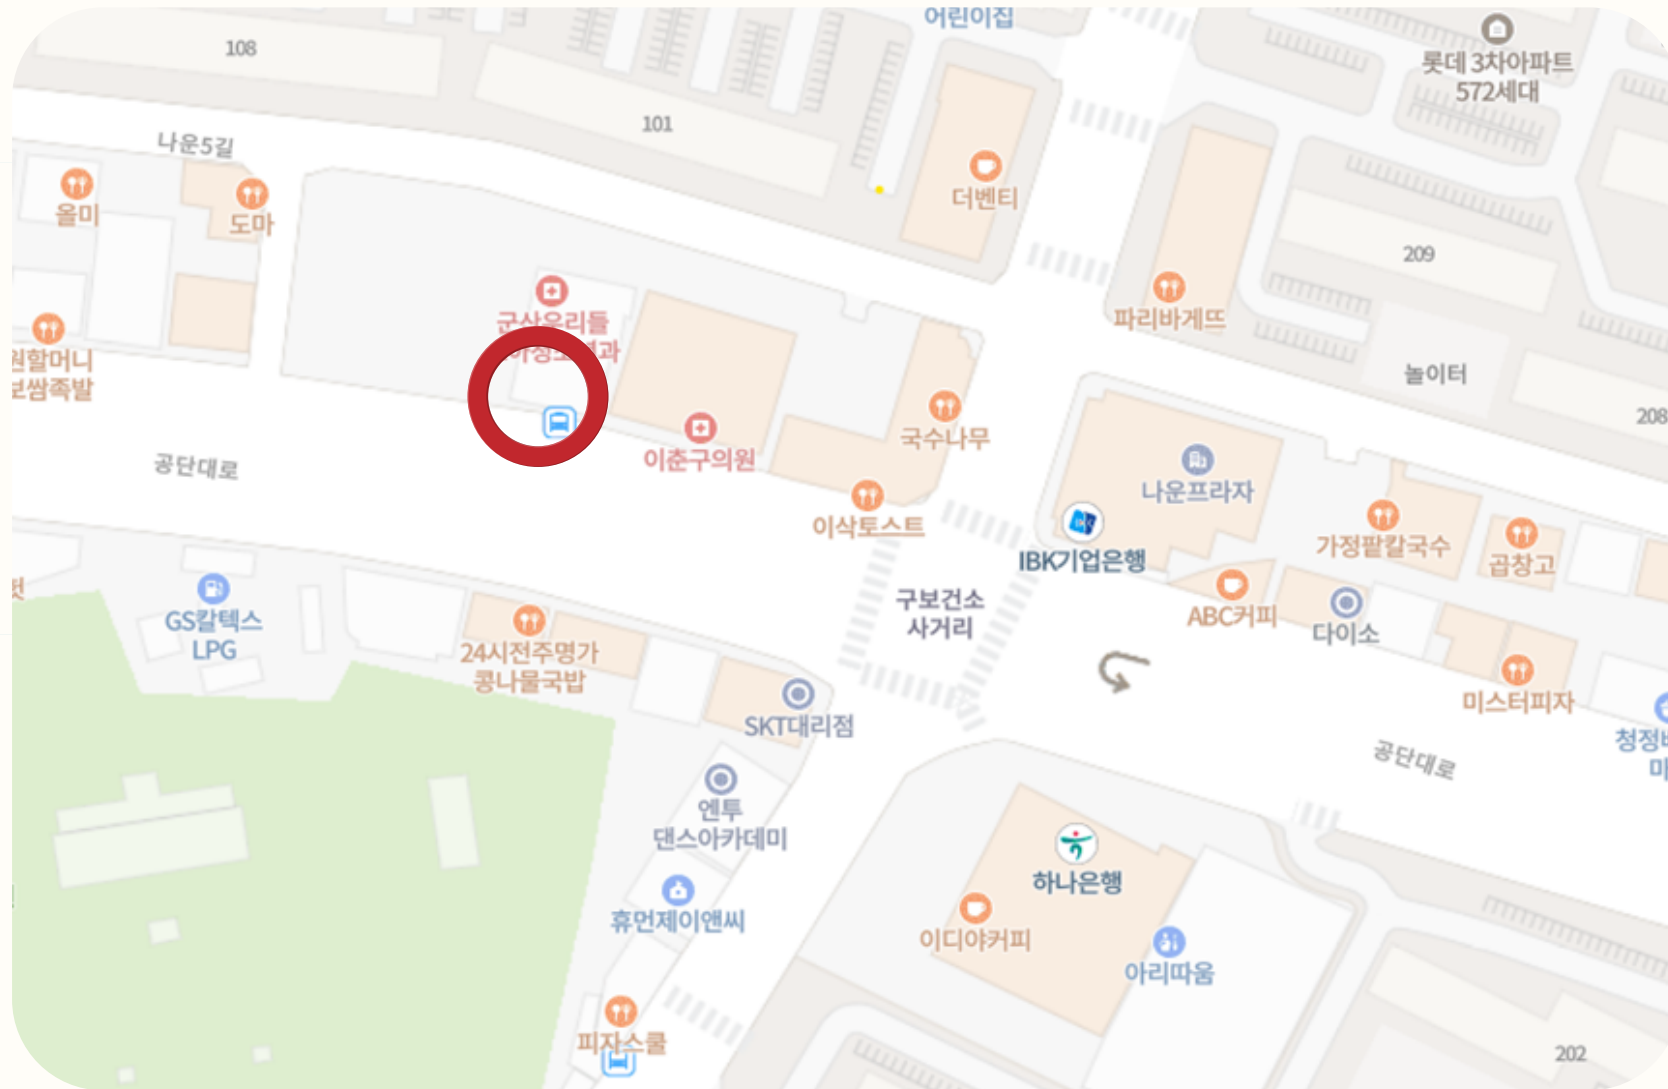 어린이집
롯데 3차아파트
572세대
108
101
나운5길
올미
도마
더벤티
209
파리바게뜨
군산우리들
놀이터
208
원할머니
보쌈족발
국수나무
이춘구의원
공단대로
나운프라자
이삭토스트
IBK기업은행
가정팥칼국수
곱창고
구보건소
사거리
ABC커피
다이소
GS칼텍스
LPG
24시전주명가
콩나물국밥
SKT대리점
미스터피자
공단대로
엔투
댄스아카데미
하나은행
휴먼제이앤씨
이디야커피
아리따움
피자스쿨
202